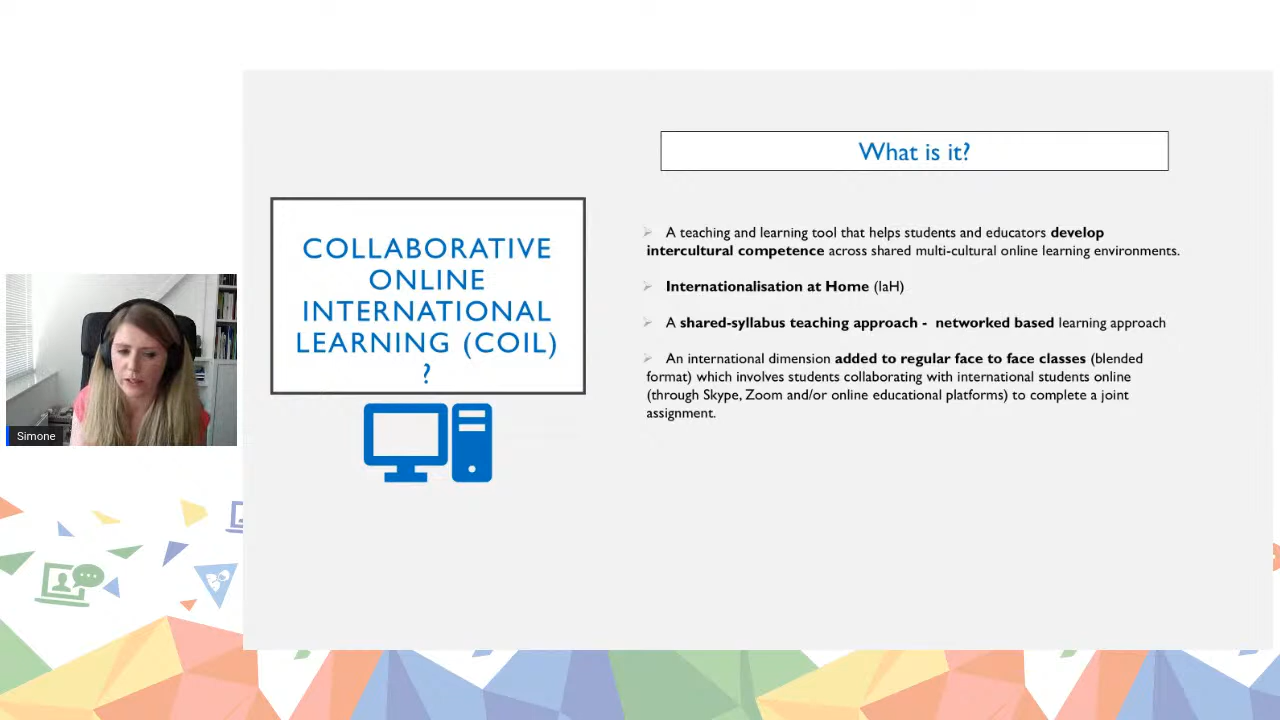 What is it?
COLLABORATIVE
ONLINE
INTERNATIONAL
LEARNING (COIL)
?
A teaching and learning tool that helps students and educators develop
intercultural competence across shared multi-cultural online learning environments.
Internationalisation at Home (IaH)
A shared-syllabus teaching approach - networked based learning approach
An international dimension added to regular face to face classes (blended
format) which involves students collaborating with international students online
(through Skype, Zoom and/or online educational platforms) to complete a joint
assignment.
Simone